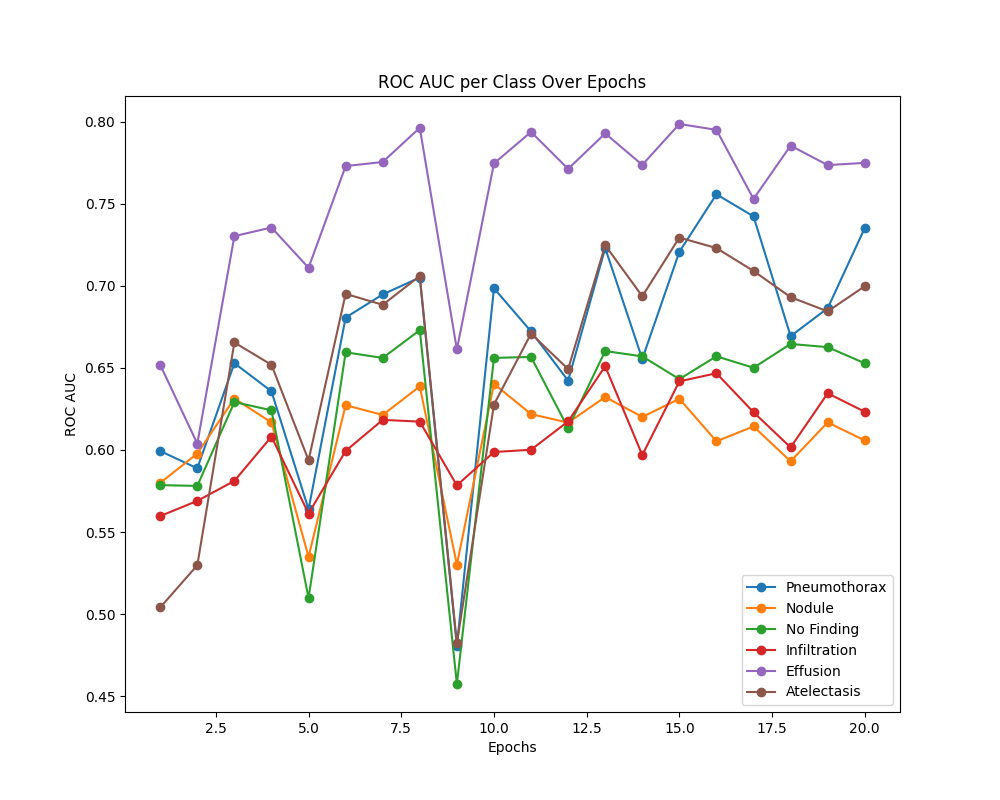 ROC AUC per Class Over Epochs
0.80
0.75
0.70
0.65
0.60
0.55
0.50
0.45
ROC AUC
2.5 5.0 7.5 10.0 12.5 15.0 17.5 20.0
Epochs
Pneumothorax
Nodule
No Finding
Infiltration
Effusion
Atelectasis